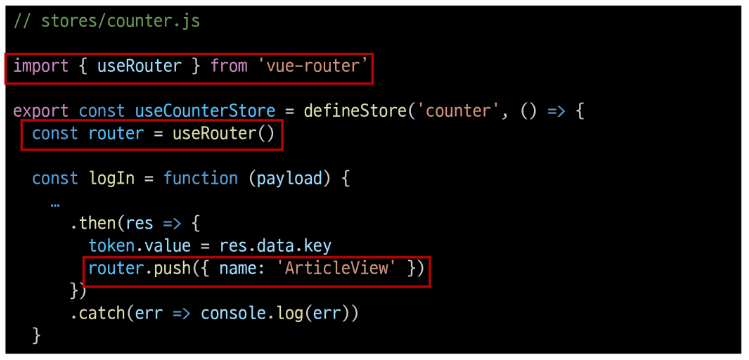 // stores/counter.js
import { useRouter } from 'vue-router’
export const useCounterStore = defineStore('counter', () => {
const router = useRouter()
const logIn = function (payload) {
…
.then(res => {
token.value = res.data.key
router.push({ name: 'ArticleView' })
})
.catch(err => console.log(err))
}